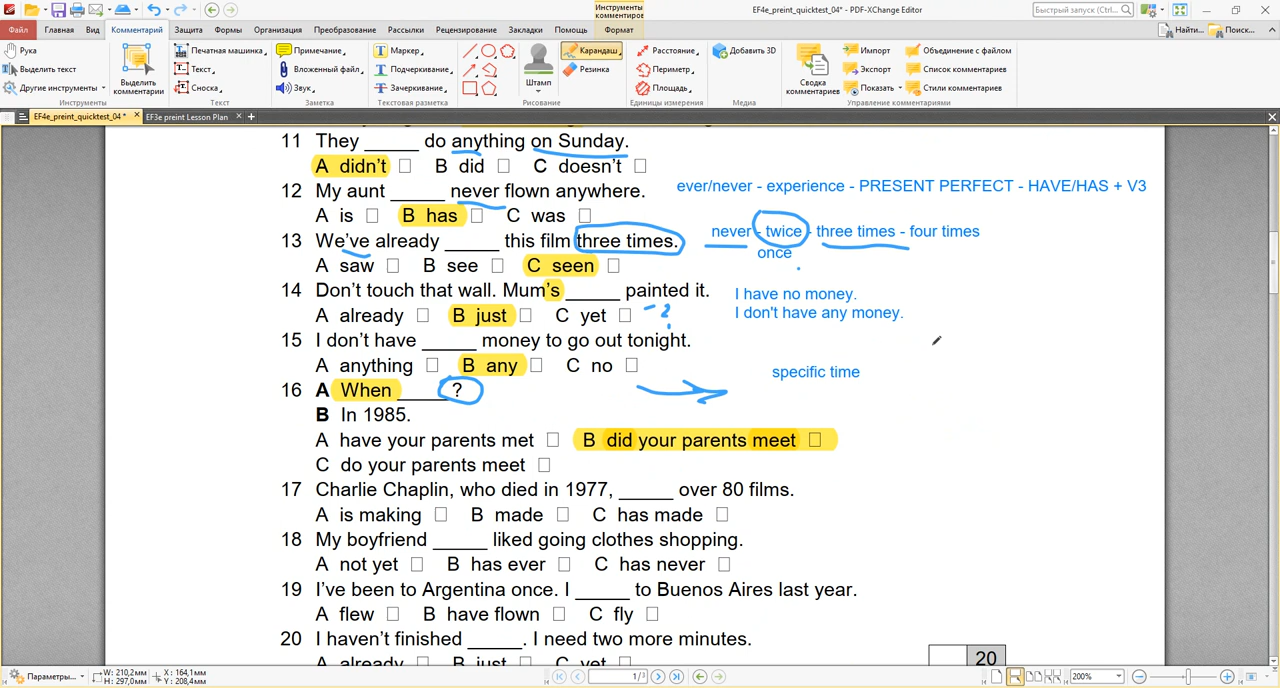 Инструменты комментиров
EF4e_preint_quicktest_04 * - PDF-XChange Editor
Быстрый запуск (Ctrl...
Файл Главная Вид Комментарий Защита Формы Организация Преобразование Рассылки Рецензирование Закладки Помощь Формат Найти... Поиск...
Рука
Выделить текст
Другие инструменты
Инструменты
Выделить комментарии
Печатная машинка
Текст
Сноска
Текст
Примечание
Вложенный файл
Звук
Заметка
Маркер
Подчеркивание
Зачеркивание
Текстовая разметка
Штамп
Карандаш
Резинка
Рисование
Расстояние
Периметр
Площадь
Единицы измерения
Добавить 3D
Медиа
Сводка комментариев
Импорт
Экспорт
Показать
Объединение с файлом
Список комментариев
Стили комментариев
Управление комментариями
EF4e_preint_quicktest_04 * EF3e preint Lesson Plan
11 They _____ do anything on Sunday.
A didn't B did C doesn't
12 My aunt _____ never flown anywhere.
ever/never - experience - PRESENT PERFECT - HAVE/HAS + V3
A is B has C was
13 We've already _____ this film three times.
never - twice - three times - four times
once
A saw B see C seen
14 Don't touch that wall. Mum's _____ painted it.
I have no money.
A already B just C yet
- ?
I don't have any money.
15 I don't have _____ money to go out tonight.
A anything B any C no
specific time
16 A When _____ ?
B In 1985.
A have your parents met B did your parents meet
C do your parents meet
17 Charlie Chaplin, who died in 1977, _____ over 80 films.
A is making B made C has made
18 My boyfriend _____ liked going clothes shopping.
A not yet B has ever C has never
19 I've been to Argentina once. I _____ to Buenos Aires last year.
A flew B have flown C fly
20 I haven't finished _____. I need two more minutes.
20
A already B just C yet
Параметры...
W: 210,2мм
H: 297,0мм
X: 164,1мм
Y: 208,4мм
200%